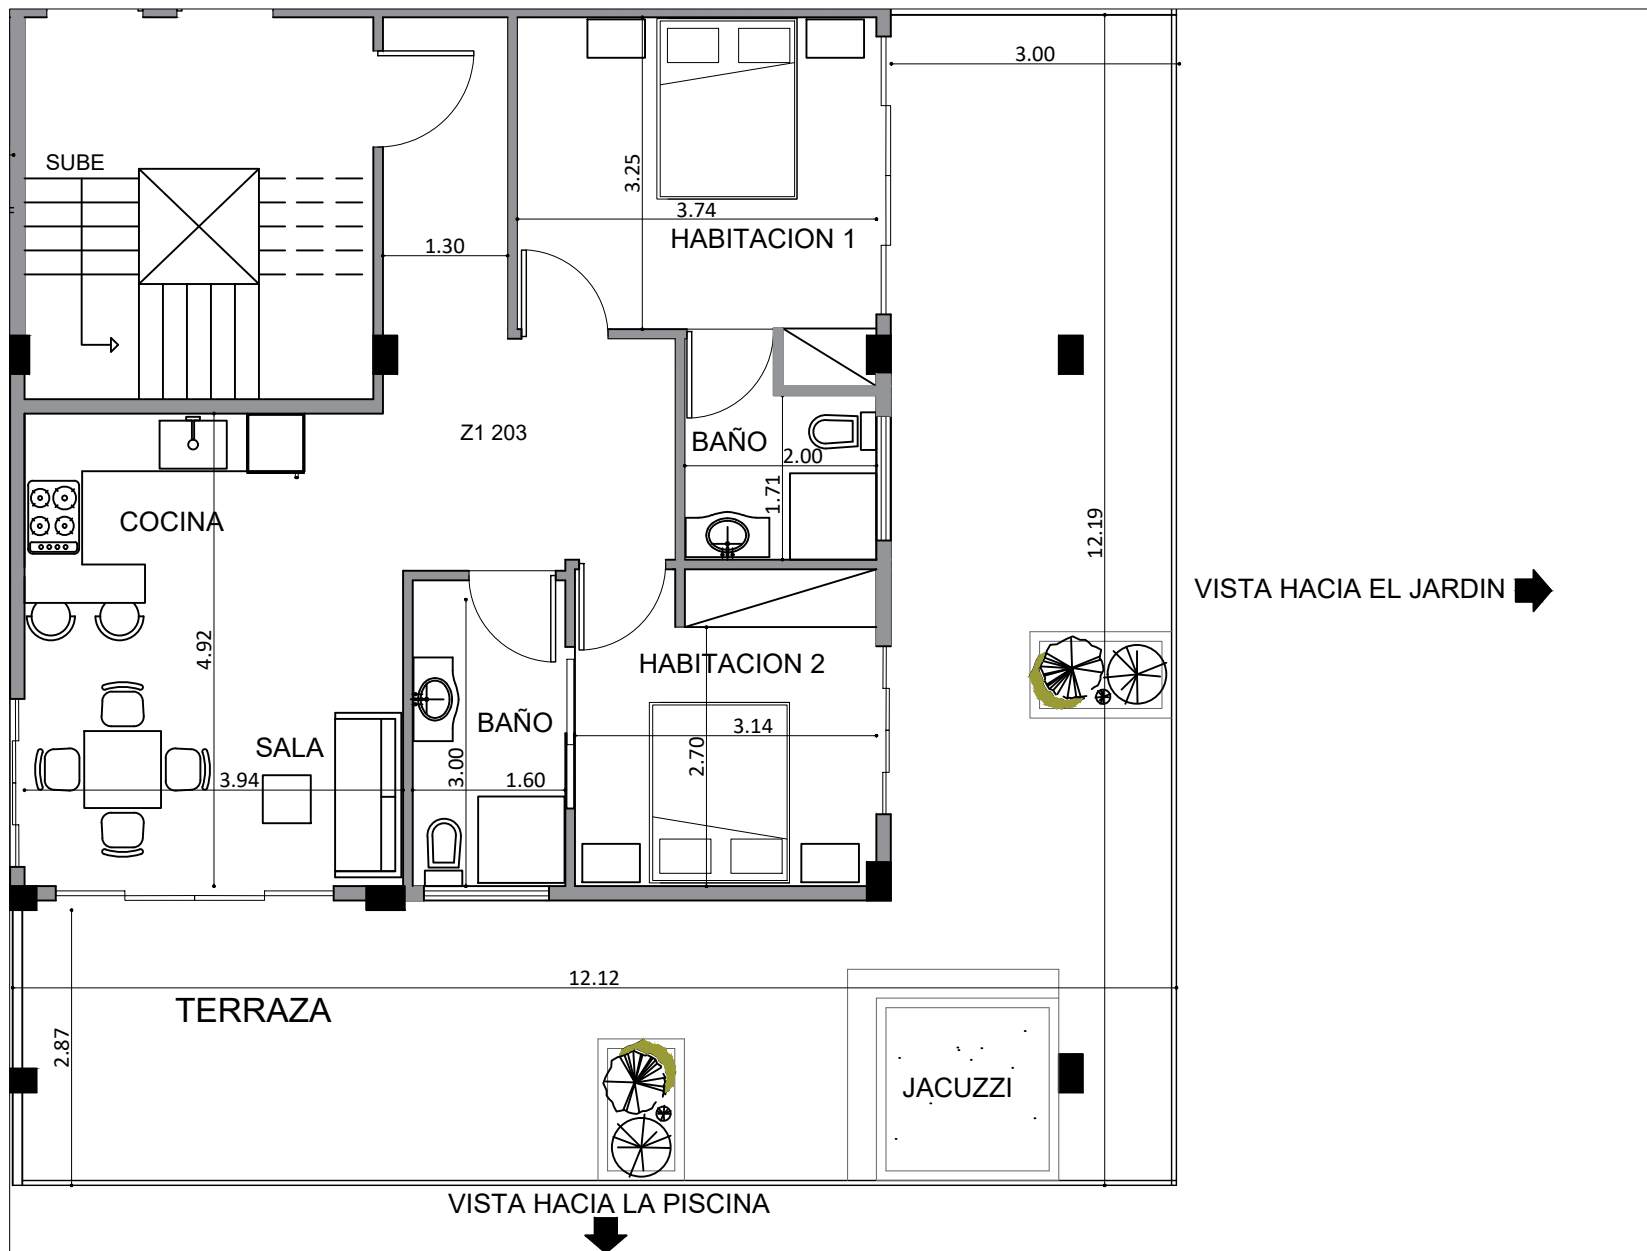 3.00
SUBE
3.25
3.74
HABITACION 1
1.30
Z1 203
BAÑO
2.00
1.71
COCINA
12.19
VISTA HACIA EL JARDIN
4.92
HABITACION 2
BAÑO
3.14
SALA
2.70
3.00
3.94
1.60
12.12
TERRAZA
2.87
JACUZZI
VISTA HACIA LA PISCINA